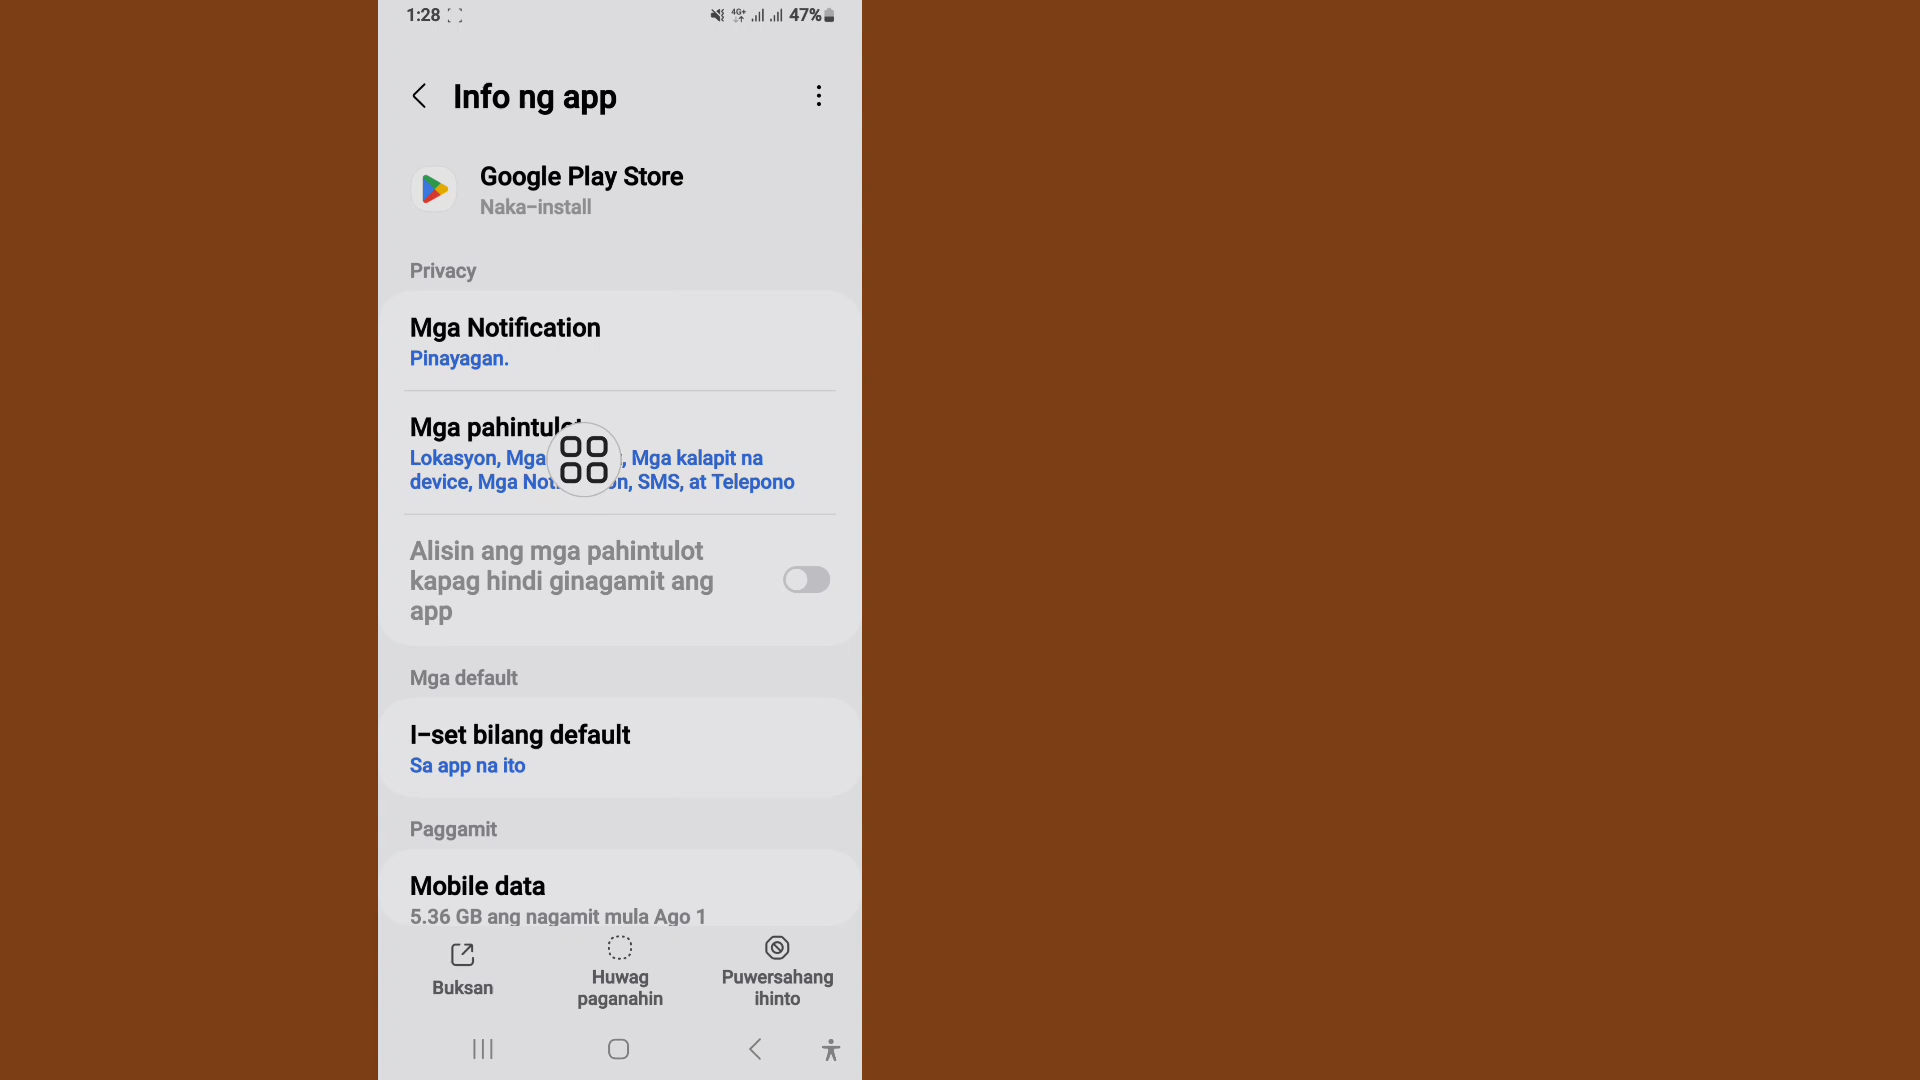 1:28 4G+ 47%
Info ng app
Google Play Store
Naka-install
Privacy
Mga Notification
Pinayagan.
Mga pahintulot
Lokasyon, Mga , Mga kalapit na
device, Mga Notification, SMS, at Telepono
Alisin ang mga pahintulot
kapag hindi ginagamit ang
app
Mga default
I-set bilang default
Sa app na ito
Paggamit
Mobile data
5.36 GB ang nagamit mula Ago 1
Buksan
Huwag
paganahin
Puwersahang
ihinto